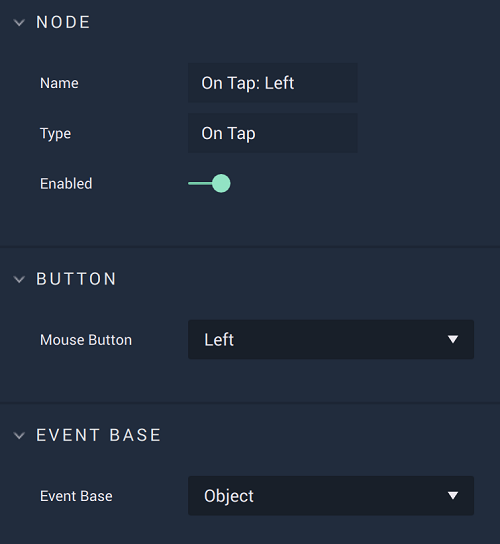 NODE
Name On Tap: Left
Type On Tap
Enabled
BUTTON
Mouse Button Left
EVENT BASE
Event Base Object